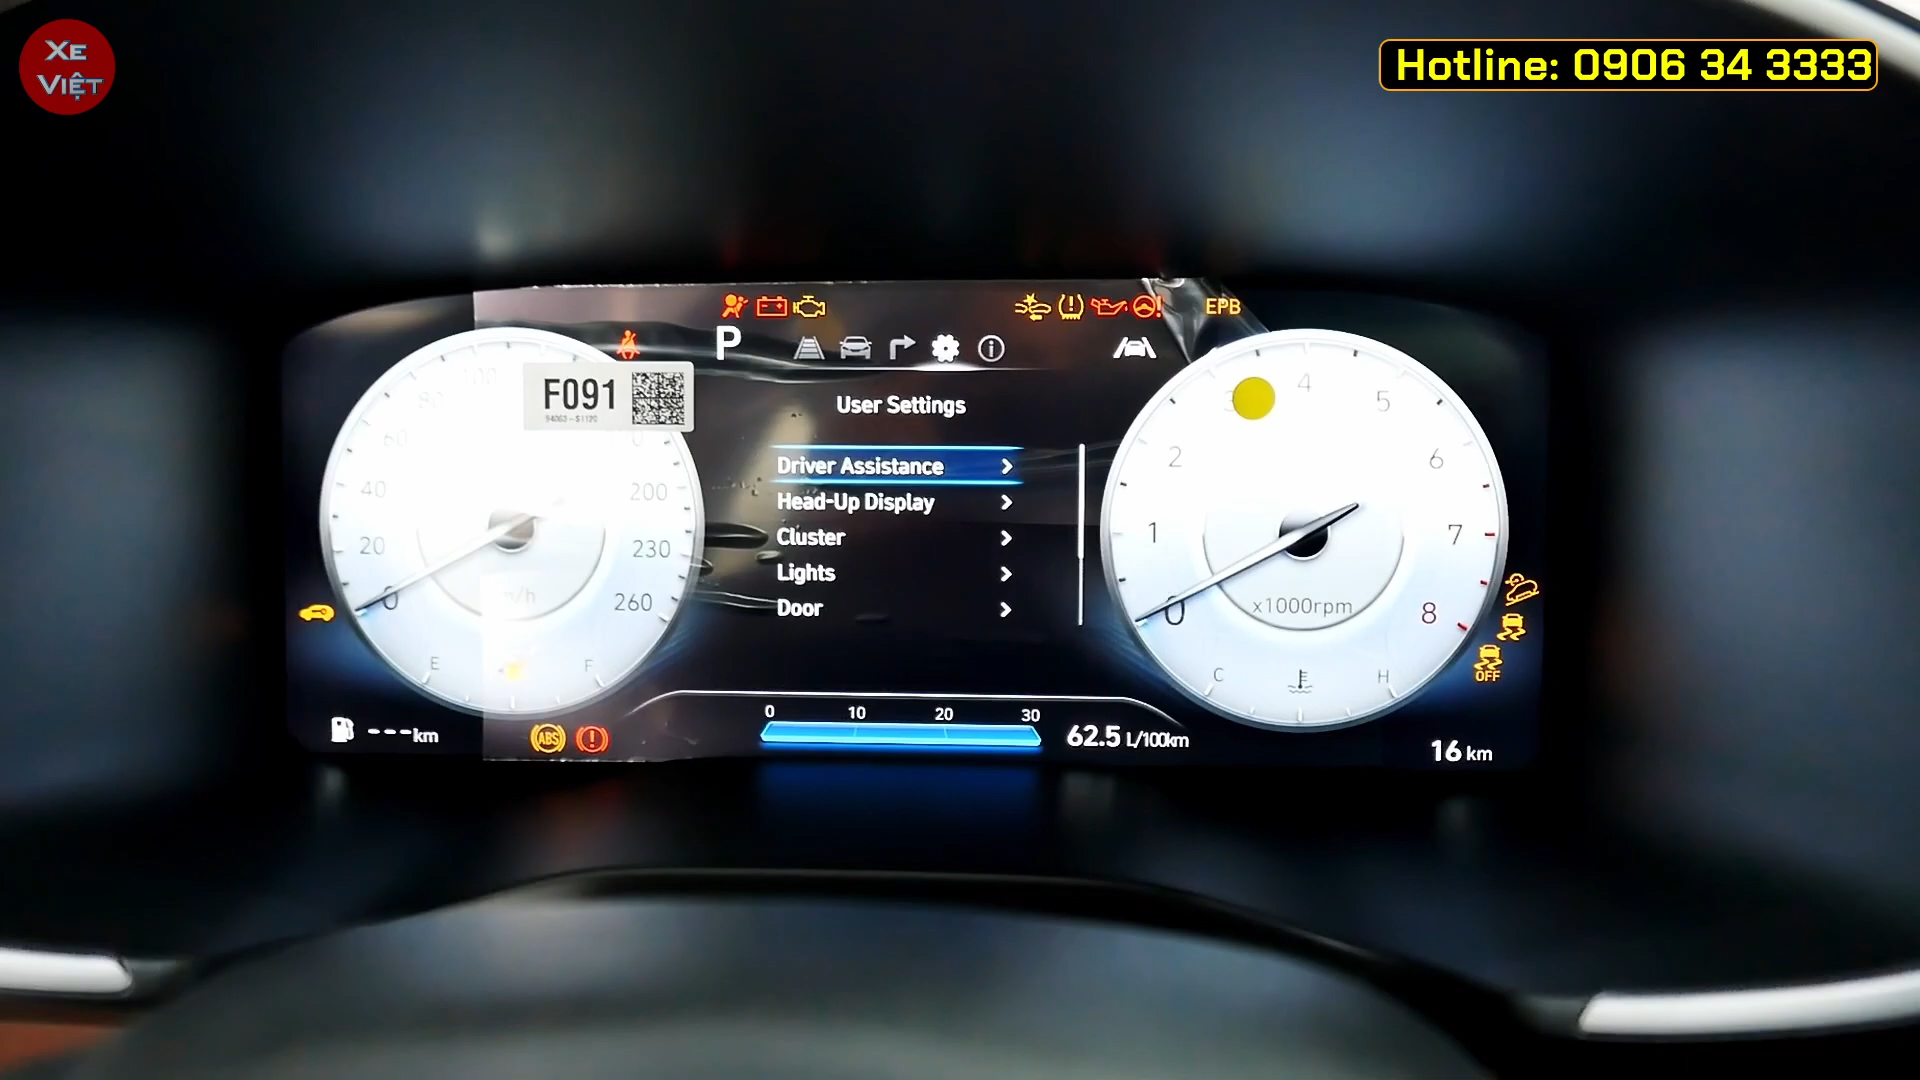 XE
VIỆT
Hotline: 0906 34 3333
EPB
P
F091
94003-S1120
User Settings
Driver Assistance
Head-Up Display
Cluster
Lights
Door
0
20
40
60
80
100
200
230
260
E
F
0
1
2
3
4
5
6
7
8
x1000rpm
C
H
OFF
ABS
---km
0 10 20 30
62.5 L/100km
16 km